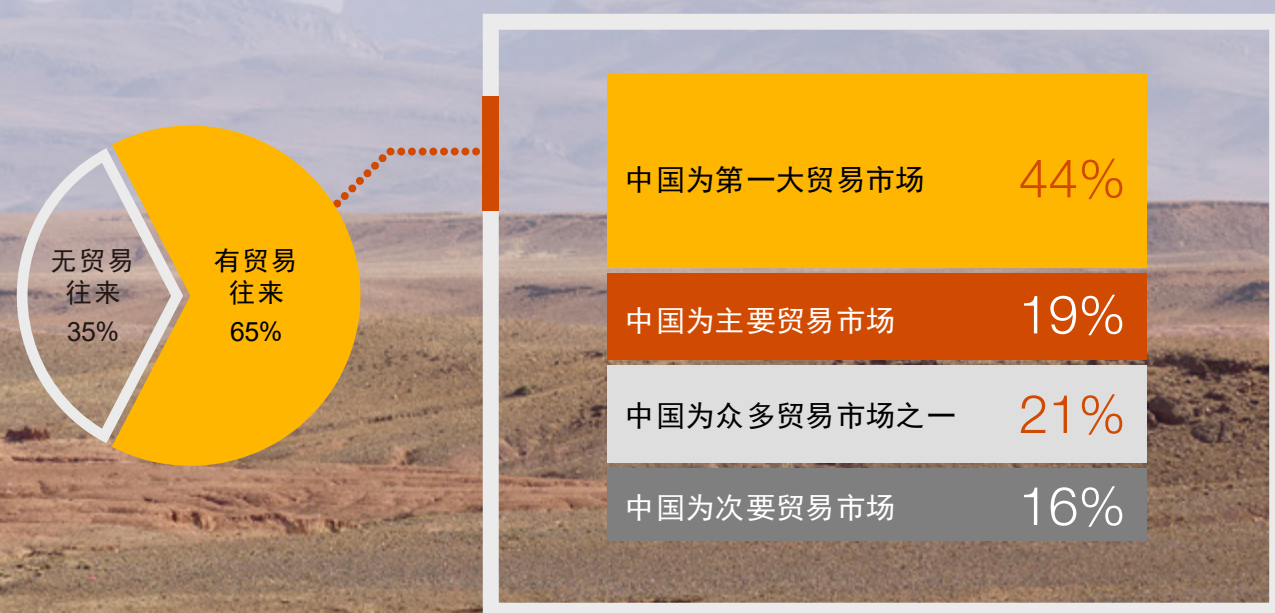 无贸易
往来
35%
有贸易
往来
65%
中国为第一大贸易市场 44%
中国为主要贸易市场 19%
中国为众多贸易市场之一 21%
中国为次要贸易市场 16%